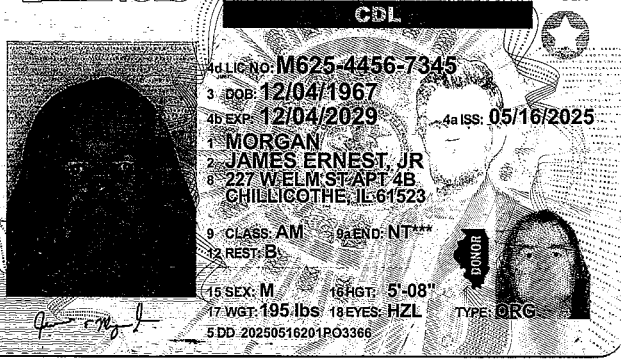 CDL
4d LIC NO: M625-4456-7345
3 DOB: 12/04/1967
4b EXP: 12/04/2029 4a ISS: 05/16/2025
1 MORGAN
2 JAMES ERNEST, JR
8 227 W ELM ST APT 4B
CHILLICOTHE, IL 61523
9 CLASS: AM 9a END: NT***
12 REST: B
DONOR
15 SEX: M 16 HGT: 5'-08"
17 WGT: 195 lbs 18 EYES: HZL TYPE: ORG
5 DD 20250516201PO3366